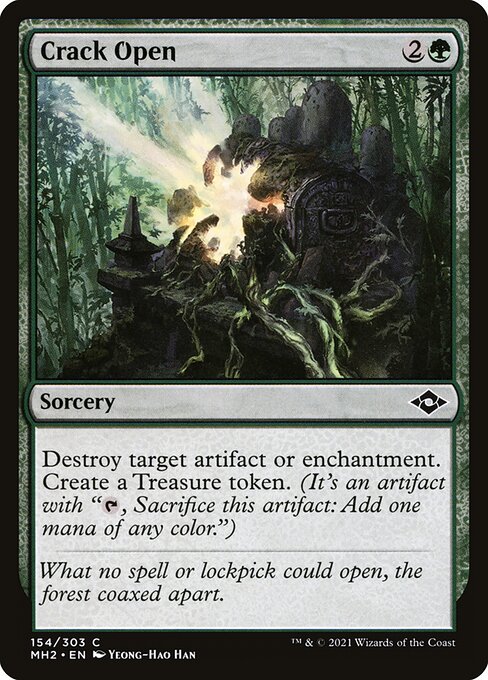 Crack Open 2
Sorcery
Destroy target artifact or enchantment.
Create a Treasure token. (It's an artifact
with “, Sacrifice this artifact: Add one
mana of any color.”)
What no spell or lockpick could open, the
forest coaxed apart.
154/303 C
MH2 • EN Yeong-Hao Han
™ & © 2021 Wizards of the Coast